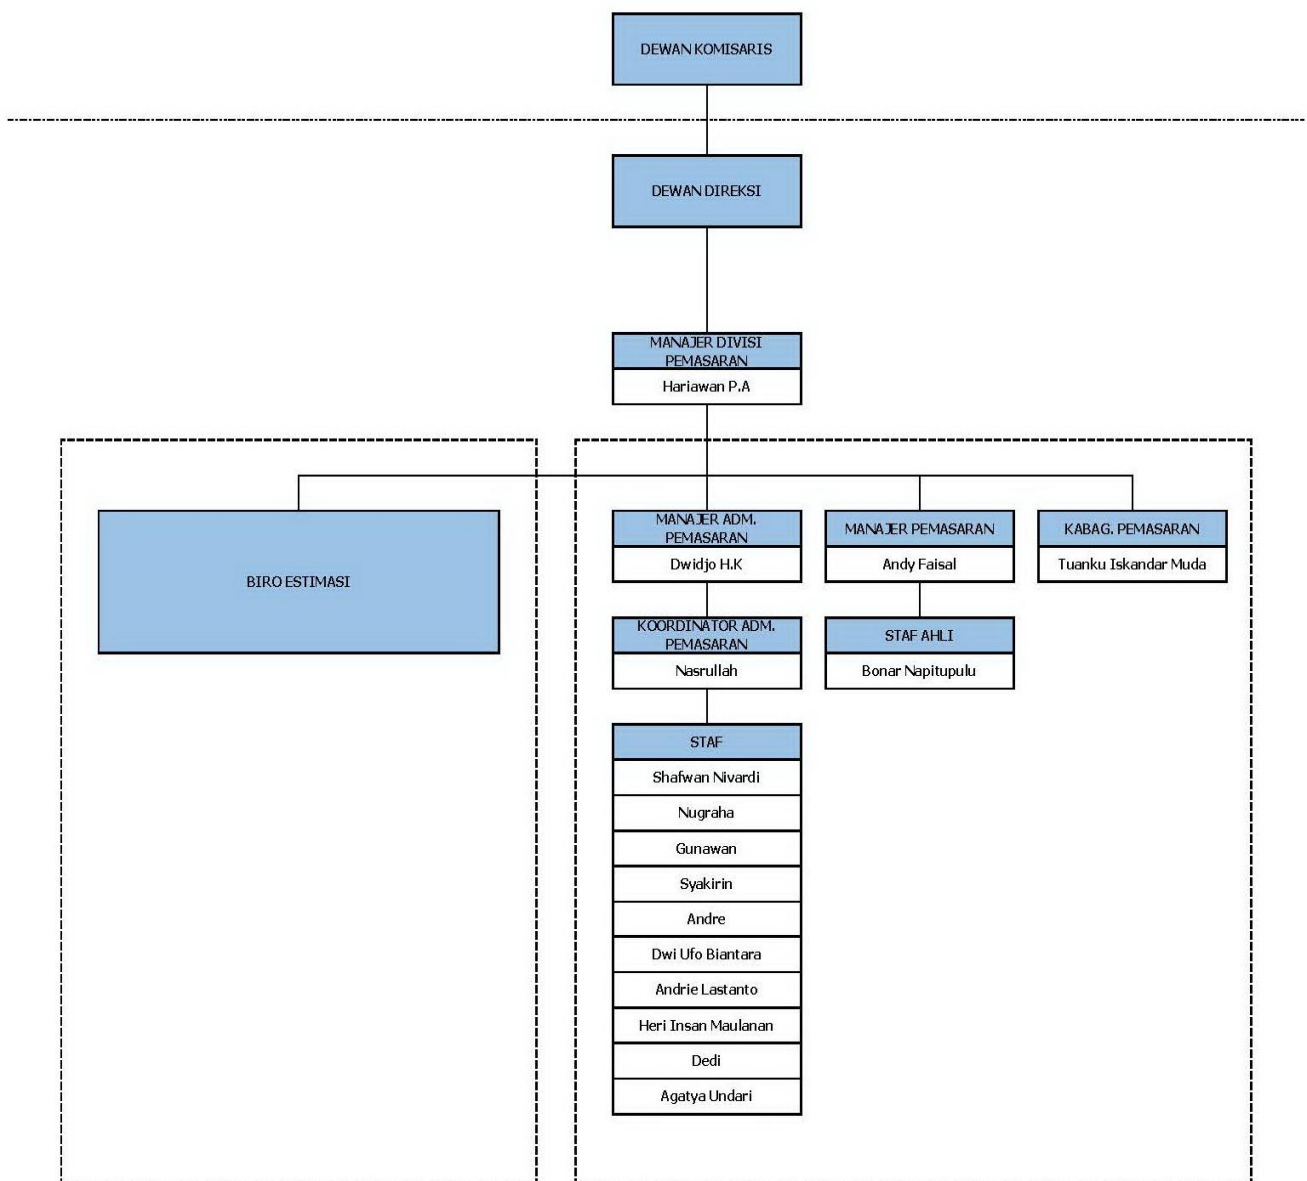 DEWAN KOMISARIS
DEWAN DIREKSI
MANAJER DIVISI
PEMASARAN
Hariawan P.A
BIRO ESTIMASI
MANAJER ADM.
PEMASARAN
Dwidjo H.K
MANAJER PEMASARAN
Andy Faisal
KABAG. PEMASARAN
Tuanku Iskandar Muda
KOORDINATOR ADM.
PEMASARAN
Nasrullah
STAF AHLI
Bonar Napitupulu
STAF
Shafwan Nivardi
Nugraha
Gunawan
Syakirin
Andre
Dwi Ufo Biantara
Andrie Lastanto
Heri Insan Maulanan
Dedi
Agatya Undari